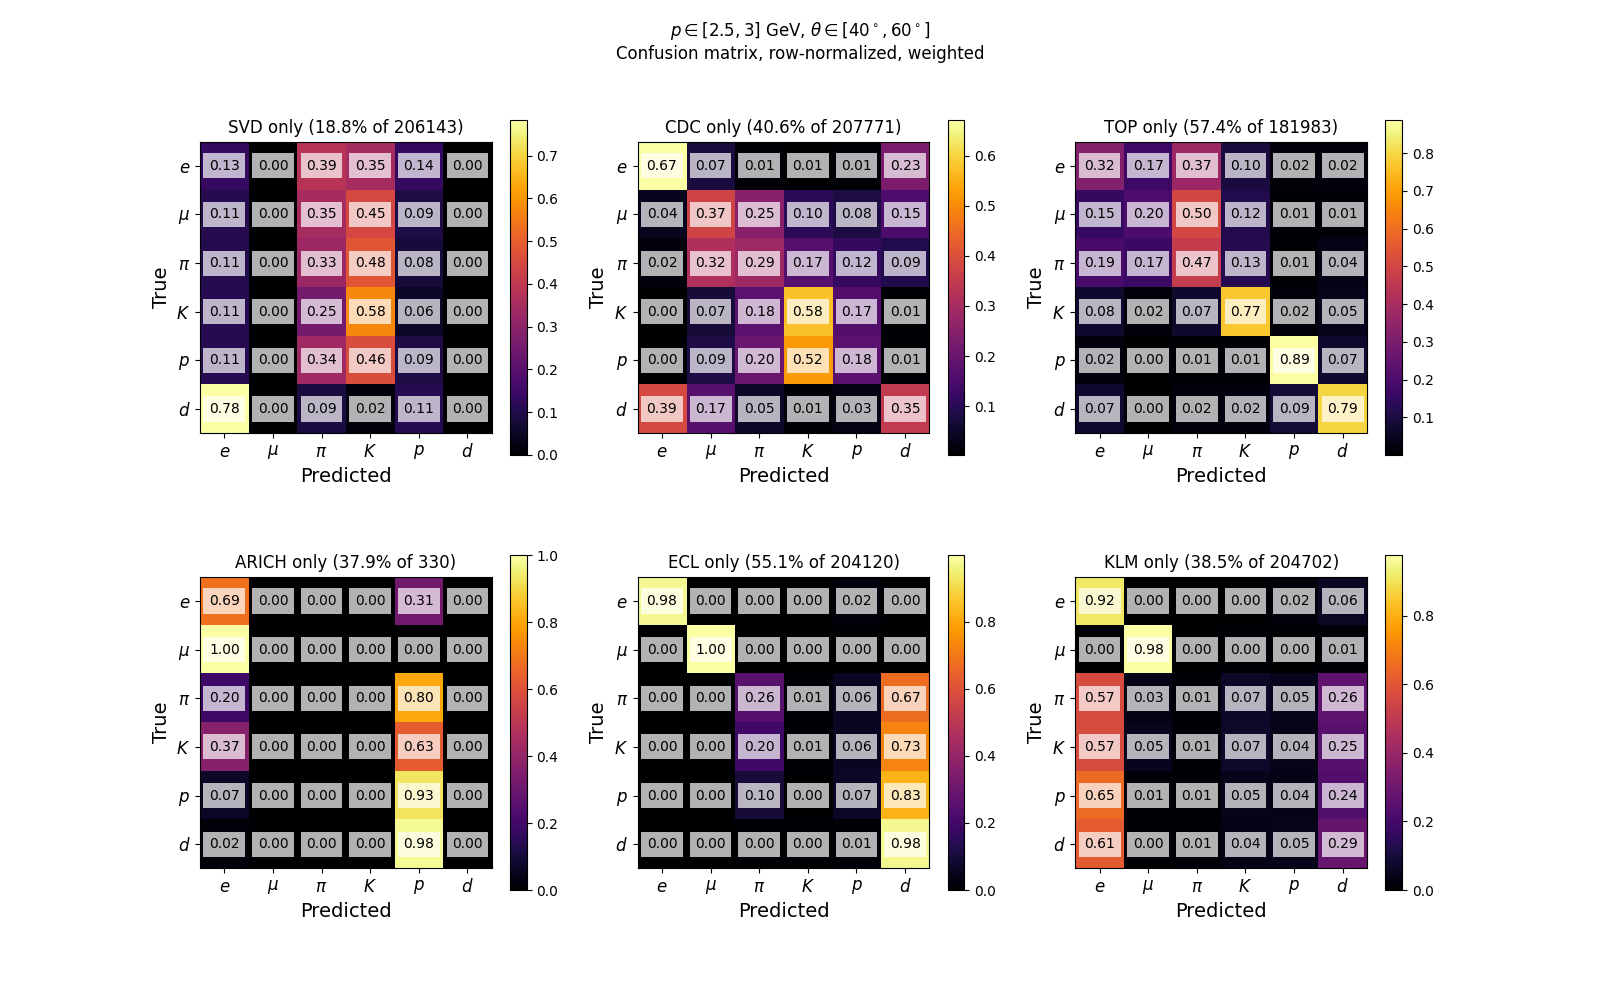 p ∈ [2.5, 3] GeV, θ ∈ [40°, 60°]
Confusion matrix, row-normalized, weighted
SVD only (18.8% of 206143)
e 0.13 0.00 0.39 0.35 0.14 0.00
μ 0.11 0.00 0.35 0.45 0.09 0.00
π 0.11 0.00 0.33 0.48 0.08 0.00
K 0.11 0.00 0.25 0.58 0.06 0.00
p 0.11 0.00 0.34 0.46 0.09 0.00
d 0.78 0.00 0.09 0.02 0.11 0.00
e μ π K p d
True
Predicted
0.7
0.6
0.5
0.4
0.3
0.2
0.1
0.0
CDC only (40.6% of 207771)
0.67 0.07 0.01 0.01 0.01 0.23
0.04 0.37 0.25 0.10 0.08 0.15
0.02 0.32 0.29 0.17 0.12 0.09
0.00 0.07 0.18 0.58 0.17 0.01
0.00 0.09 0.20 0.52 0.18 0.01
0.39 0.17 0.05 0.01 0.03 0.35
e μ π K p d
True
Predicted
0.6
0.5
0.4
0.3
0.2
0.1
TOP only (57.4% of 181983)
e 0.32 0.17 0.37 0.10 0.02 0.02
μ 0.15 0.20 0.50 0.12 0.01 0.01
π 0.19 0.17 0.47 0.13 0.01 0.04
K 0.08 0.02 0.07 0.77 0.02 0.05
p 0.02 0.00 0.01 0.01 0.89 0.07
d 0.07 0.00 0.02 0.02 0.09 0.79
e μ π K p d
True
Predicted
0.8
0.7
0.6
0.5
0.4
0.3
0.2
0.1
ARICH only (37.9% of 330)
e 0.69 0.00 0.00 0.00 0.31 0.00
μ 1.00 0.00 0.00 0.00 0.00 0.00
π 0.20 0.00 0.00 0.00 0.80 0.00
K 0.37 0.00 0.00 0.00 0.63 0.00
p 0.07 0.00 0.00 0.00 0.93 0.00
d 0.02 0.00 0.00 0.00 0.98 0.00
e μ π K p d
True
Predicted
1.0
0.8
0.6
0.4
0.2
0.0
ECL only (55.1% of 204120)
e 0.98 0.00 0.00 0.00 0.02 0.00
μ 0.00 1.00 0.00 0.00 0.00 0.00
π 0.00 0.00 0.26 0.01 0.06 0.67
K 0.00 0.00 0.20 0.01 0.06 0.73
p 0.00 0.00 0.10 0.00 0.07 0.83
d 0.00 0.00 0.00 0.00 0.01 0.98
e μ π K p d
True
Predicted
0.8
0.6
0.4
0.2
0.0
KLM only (38.5% of 204702)
e 0.92 0.00 0.00 0.00 0.02 0.06
μ 0.00 0.98 0.00 0.00 0.00 0.01
π 0.57 0.03 0.01 0.07 0.05 0.26
K 0.57 0.05 0.01 0.07 0.04 0.25
p 0.65 0.01 0.01 0.05 0.04 0.24
d 0.61 0.00 0.01 0.04 0.05 0.29
e μ π K p d
True
Predicted
0.8
0.6
0.4
0.2
0.0